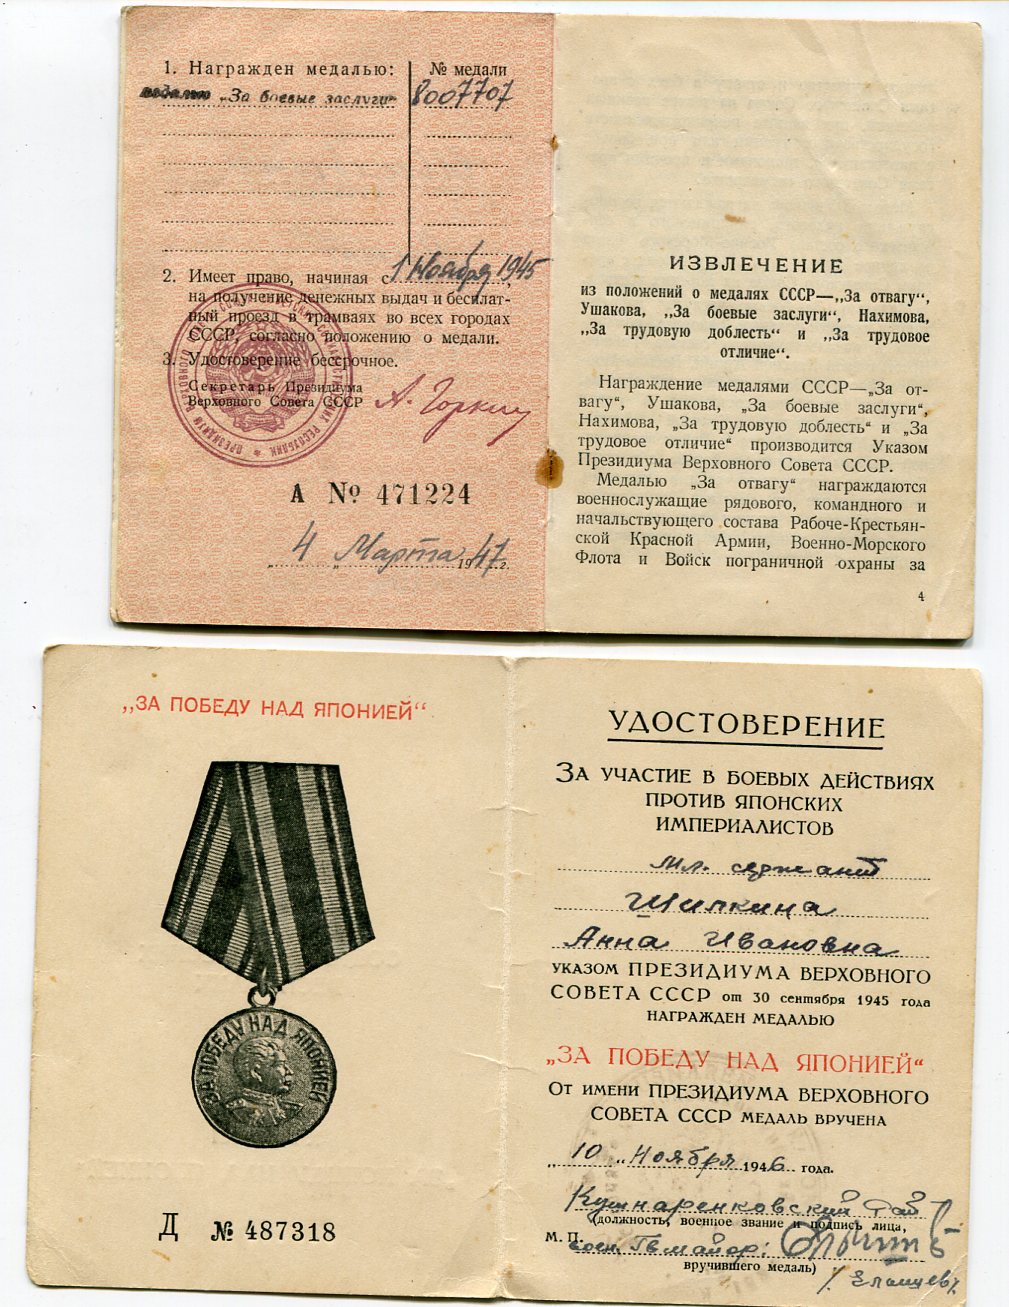 1. Награжден медалью:
№ медали
медалью „За боевые заслуги“
8007707
2. Имеет право, начиная с 1 Ноября 1945
на получение денежных выдач и бесплат-
ный проезд в трамваях во всех городах
СССР, согласно положению о медали.
3. Удостоверение бессрочное.
Секретарь Президиума
Верховного Совета СССР
А. Горкин
А № 471224
4 Марта 1947 г.
ИЗВЛЕЧЕНИЕ
из положений о медалях СССР—„За отвагу“,
Ушакова, „За боевые заслуги“, Нахимова,
„За трудовую доблесть“ и „За трудовое
отличие“.
Награждение медалями СССР—„За от-
вагу“, Ушакова, „За боевые заслуги“,
Нахимова, „За трудовую доблесть“ и „За
трудовое отличие“ производится Указом
Президиума Верховного Совета СССР.
Медалью „За отвагу“ награждаются
военнослужащие рядового, командного и
начальствующего состава Рабоче-Крестьян-
ской Красной Армии, Военно-Морского
Флота и Войск пограничной охраны за
4
„ЗА ПОБЕДУ НАД ЯПОНИЕЙ“
ЗА ПОБЕДУ НАД ЯПОНИЕЙ
Д № 487318
УДОСТОВЕРЕНИЕ
За участие в боевых действиях
против японских
империалистов
мл. сержант
Шилкина
Анна Ивановна
указом ПРЕЗИДИУМА ВЕРХОВНОГО
СОВЕТА СССР от 30 сентября 1945 года
награжден медалью
„ЗА ПОБЕДУ НАД ЯПОНИЕЙ“
От имени ПРЕЗИДИУМА ВЕРХОВНОГО
СОВЕТА СССР медаль вручена
„10„ Ноября 1946 года.
Кушнаренковский рай
(должность, военное звание и подпись лица,
М. П.
воен. Гв. майор:
вручившего медаль)